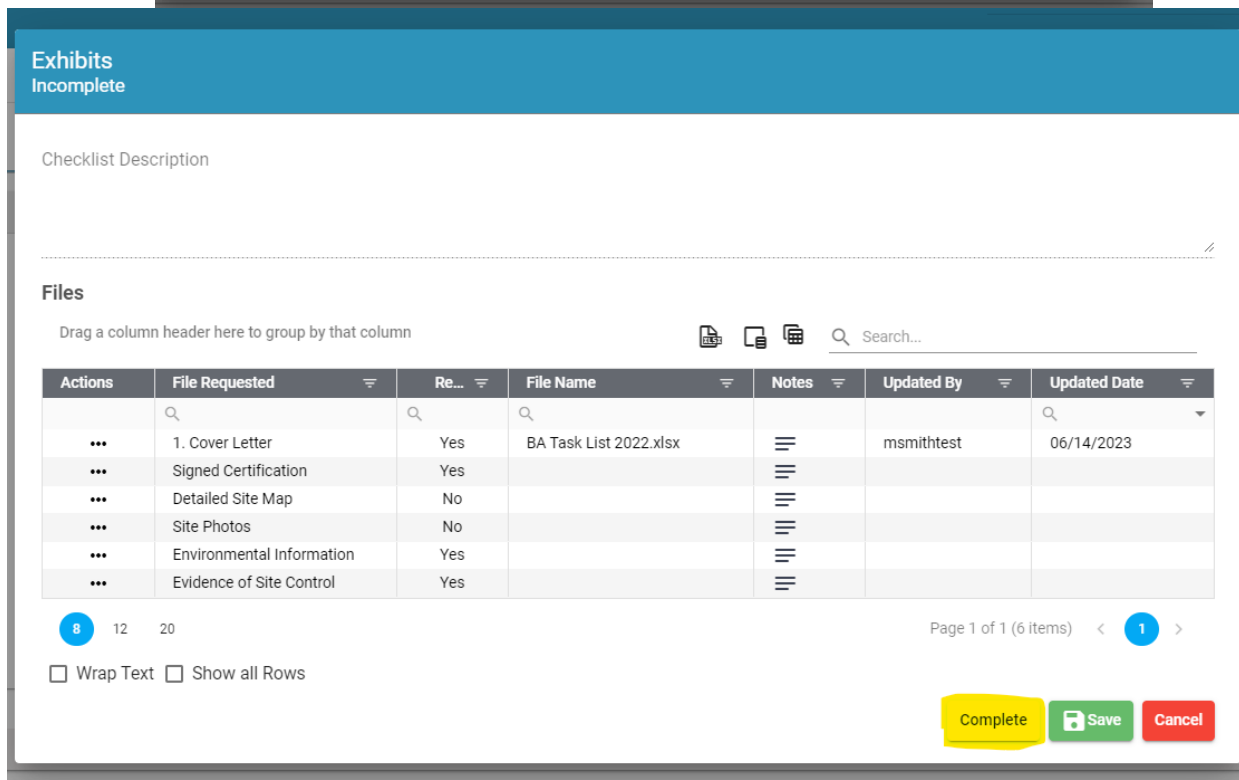 Exhibits
Incomplete
Checklist Description
Files
Drag a column header here to group by that column
XLSX
Search...
Actions File Requested Re... File Name Notes Updated By Updated Date
••• 1. Cover Letter Yes BA Task List 2022.xlsx msmithtest 06/14/2023
••• Signed Certification Yes
••• Detailed Site Map No
••• Site Photos No
••• Environmental Information Yes
••• Evidence of Site Control Yes
8 12 20 Page 1 of 1 (6 items) < 1 >
Wrap Text Show all Rows
Complete Save Cancel